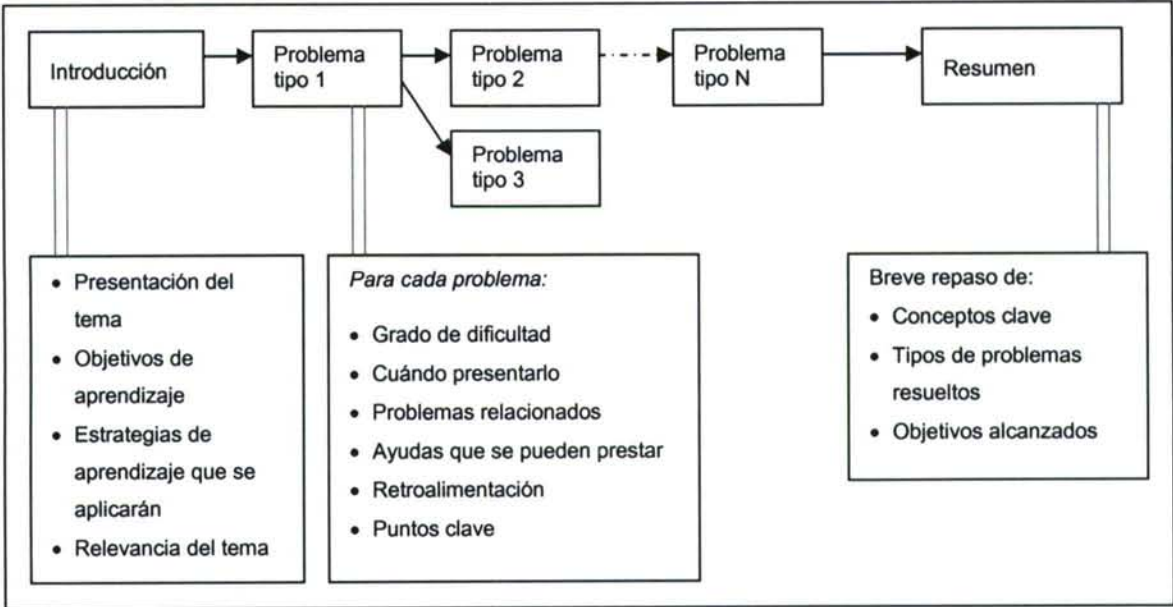 Introducción
Problema
tipo 1
Problema
tipo 2
Problema
tipo N
Resumen
Problema
tipo 3
• Presentación del
tema
• Objetivos de
aprendizaje
• Estrategias de
aprendizaje que se
aplicarán
• Relevancia del tema
Para cada problema:
• Grado de dificultad
• Cuándo presentarlo
• Problemas relacionados
• Ayudas que se pueden prestar
• Retroalimentación
• Puntos clave
Breve repaso de:
• Conceptos clave
• Tipos de problemas
resueltos
• Objetivos alcanzados